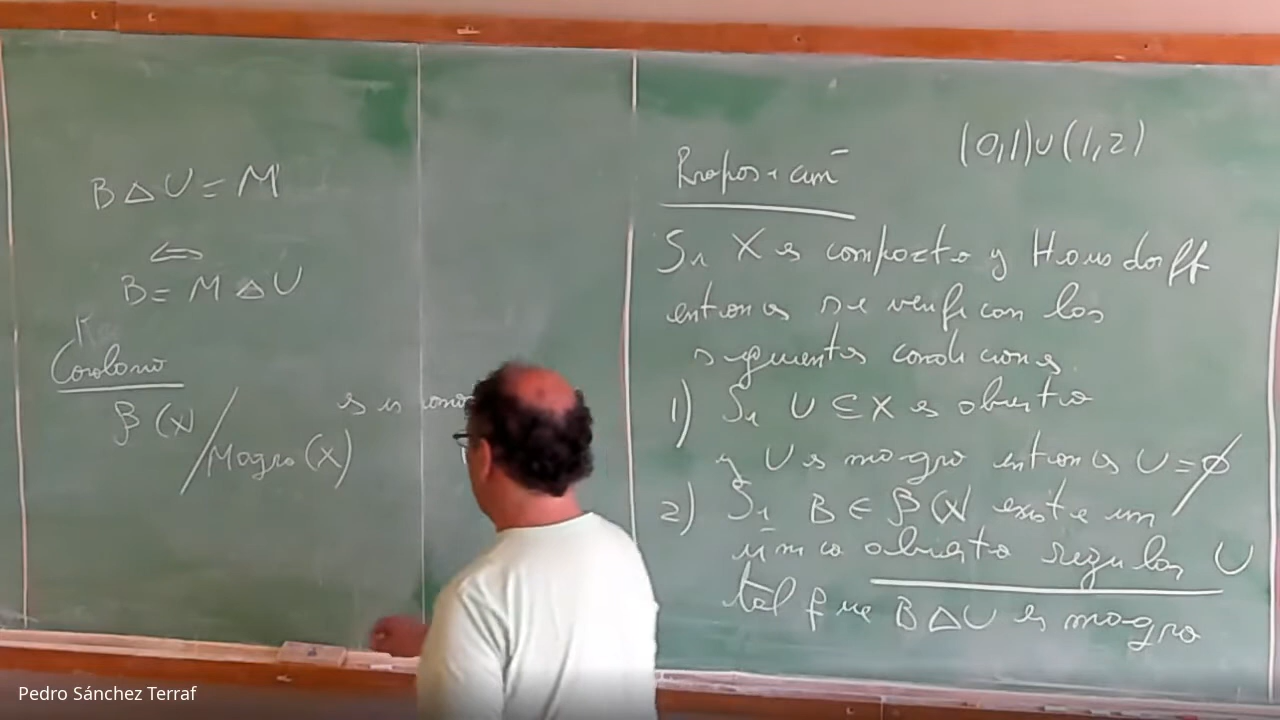 B △ U = M
⇐
B = M △ U
Corolario
β(X) / Magro(X) es
(0,1)∪(1,2)
Proposición
Si X es compacto y Hausdorff
entonces se verifican las
siguientes condiciones
1) Si U ⊆ X es abierto
y U es magro entonces U = ∅
2) Si B ∈ β(X) existe un
único abierto regular U
tal que B △ U es magro
Pedro Sánchez Terraf